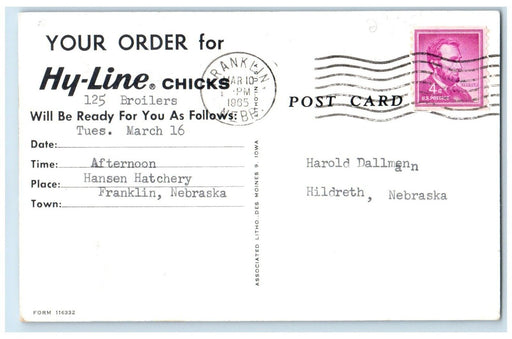 YOUR ORDER for
Hy-Line® CHICKS
125 Broilers
Will Be Ready For You As Follows:
Tues. March 16
Date:
Time: Afternoon
Place: Hansen Hatchery
Town: Franklin, Nebraska
FORM 114332
ASSOCIATED LITHO. DES MOINES 9, IOWA
FRANKLIN
MAR 10
PM
1965
NEBR.
POST CARD
4¢
U.S. POSTAGE
Harold Dallmann
Hildreth, Nebraska